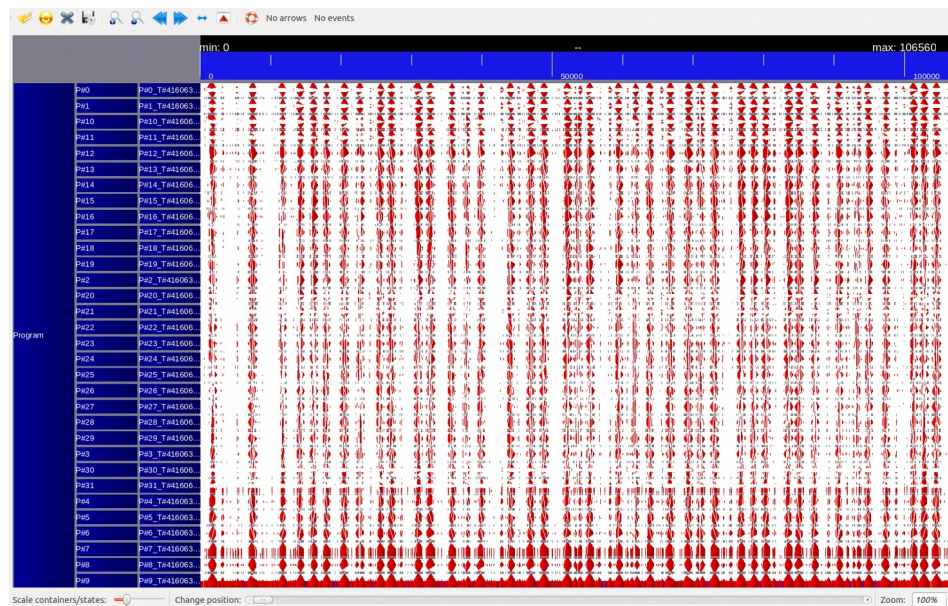 No arrows No events
min: 0 -- max: 106560
0 50000 100000
Program
P#0 P#0_T#416063...
P#1 P#1_T#416063...
P#10 P#10_T#41606...
P#11 P#11_T#41606...
P#12 P#12_T#41606...
P#13 P#13_T#41606...
P#14 P#14_T#41606...
P#15 P#15_T#41606...
P#16 P#16_T#41606...
P#17 P#17_T#41606...
P#18 P#18_T#41606...
P#19 P#19_T#41606...
P#2 P#2_T#416063...
P#20 P#20_T#41606...
P#21 P#21_T#41606...
P#22 P#22_T#41606...
P#23 P#23_T#41606...
P#24 P#24_T#41606...
P#25 P#25_T#41606...
P#26 P#26_T#41606...
P#27 P#27_T#41606...
P#28 P#28_T#41606...
P#29 P#29_T#41606...
P#3 P#3_T#416063...
P#30 P#30_T#41606...
P#31 P#31_T#41606...
P#4 P#4_T#416063...
P#5 P#5_T#416063...
P#6 P#6_T#416063...
P#7 P#7_T#416063...
P#8 P#8_T#416063...
P#9 P#9_T#416063...
Scale containers/states: Change position: Zoom: 100%